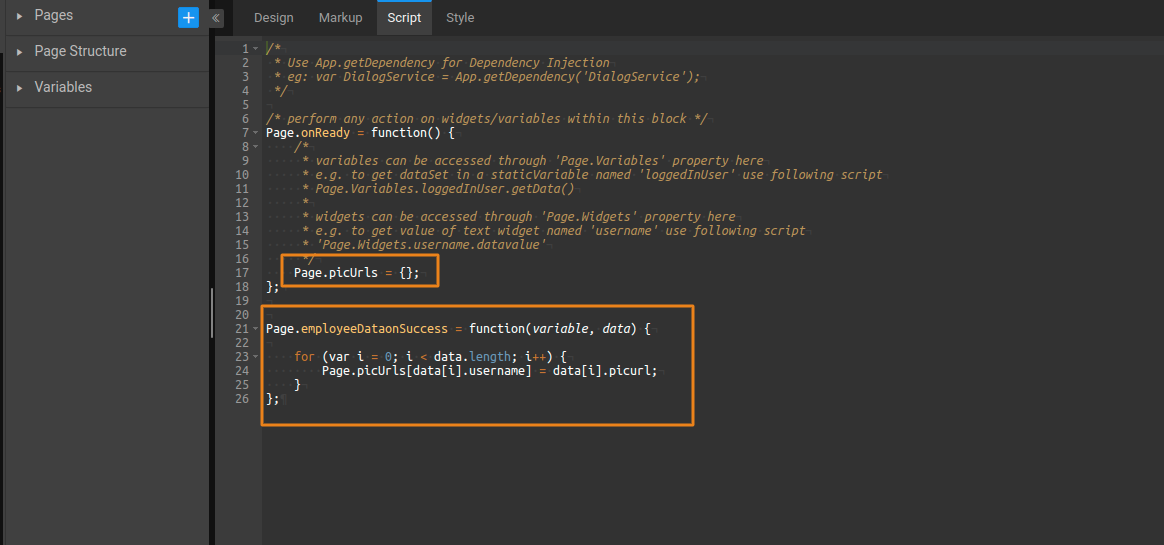 Pages
Page Structure
Variables
Design Markup Script Style
1 /*
2  * Use App.getDependency for Dependency Injection
3  * eg: var DialogService = App.getDependency('DialogService');
4  */
5
6 /* perform any action on widgets/variables within this block */
7 Page.onReady = function() {
8     /*
9      * variables can be accessed through 'Page.Variables' property here
10      * e.g. to get dataSet in a staticVariable named 'loggedInUser' use following script
11      * Page.Variables.loggedInUser.getData()
12      *
13      * widgets can be accessed through 'Page.Widgets' property here
14      * e.g. to get value of text widget named 'username' use following script
15      * 'Page.Widgets.username.datavalue'
16      */
17     Page.picUrls = {};
18 };
19
20
21 Page.employeeDataonSuccess = function(variable, data) {
22
23     for (var i = 0; i < data.length; i++) {
24         Page.picUrls[data[i].username] = data[i].picurl;
25     }
26 };